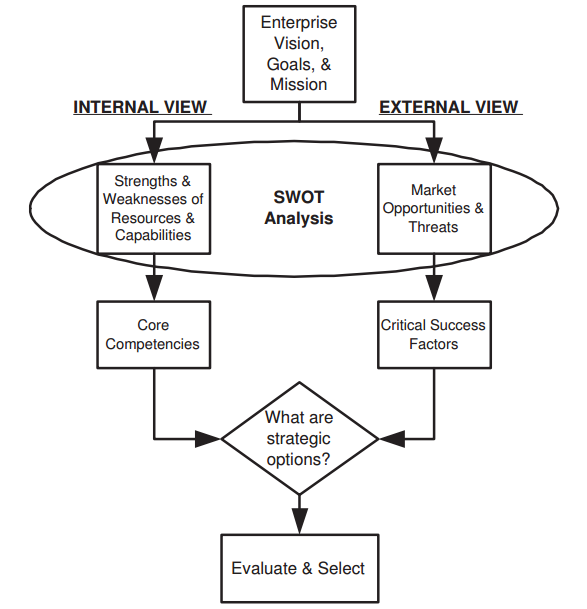 Enterprise
Vision,
Goals, &
Mission
INTERNAL VIEW
EXTERNAL VIEW
Strengths &
Weaknesses of
Resources &
Capabilities
SWOT
Analysis
Market
Opportunities &
Threats
Core
Competencies
Critical Success
Factors
What are
strategic
options?
Evaluate & Select